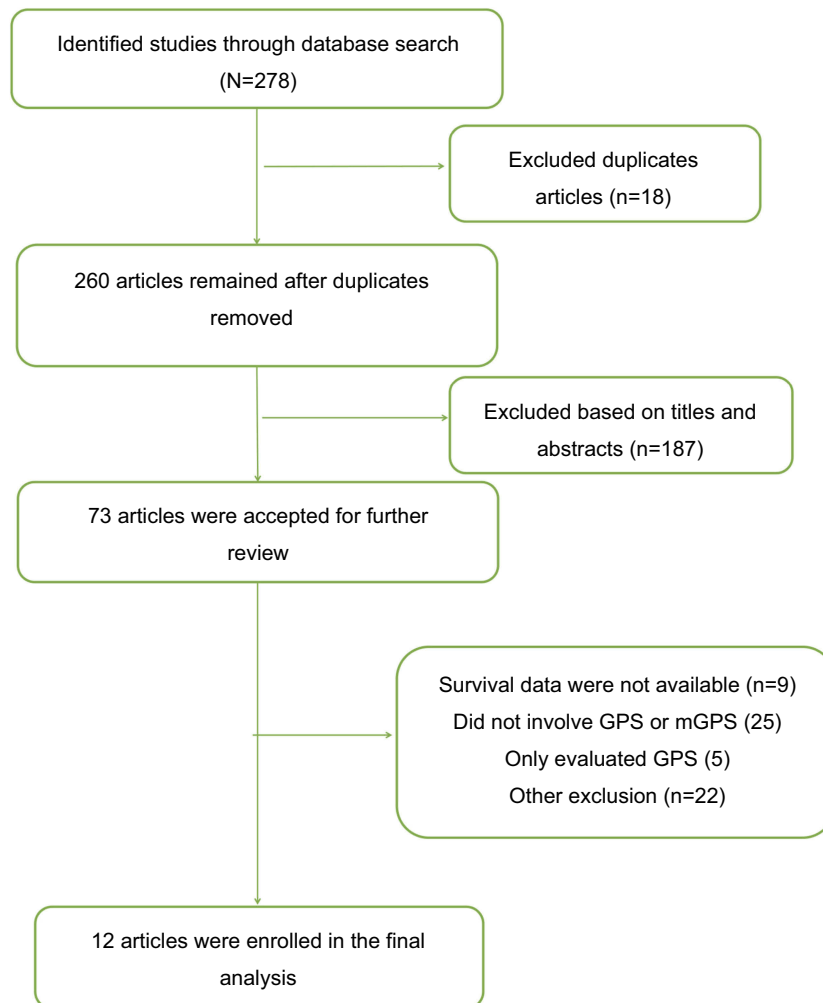 Identified studies through database search
(N=278)
Excluded duplicates
articles (n=18)
260 articles remained after duplicates
removed
Excluded based on titles and
abstracts (n=187)
73 articles were accepted for further
review
Survival data were not available (n=9)
Did not involve GPS or mGPS (25)
Only evaluated GPS (5)
Other exclusion (n=22)
12 articles were enrolled in the final
analysis